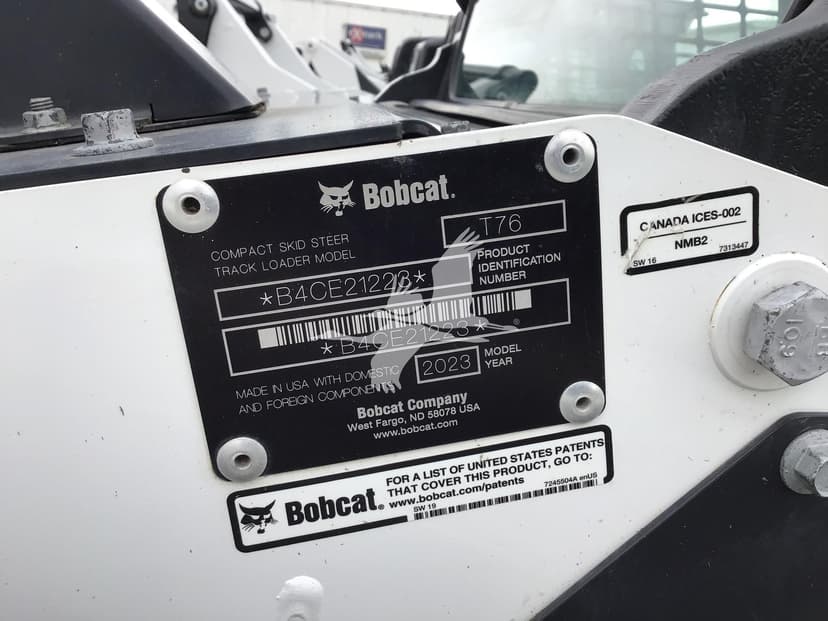 Bobcat.
COMPACT SKID STEER
TRACK LOADER MODEL
T76
*B4CE21223*
PRODUCT
IDENTIFICATION
NUMBER
*B4CE21223*
MADE IN USA WITH DOMESTIC
AND FOREIGN COMPONENTS
2023
MODEL
YEAR
Bobcat Company
West Fargo, ND 58078 USA
www.bobcat.com
CANADA ICES-002
NMB2
SW 16
7313447
Bobcat.
FOR A LIST OF UNITED STATES PATENTS
THAT COVER THIS PRODUCT, GO TO:
www.bobcat.com/patents
7245504A enUS
SW 19
10.9